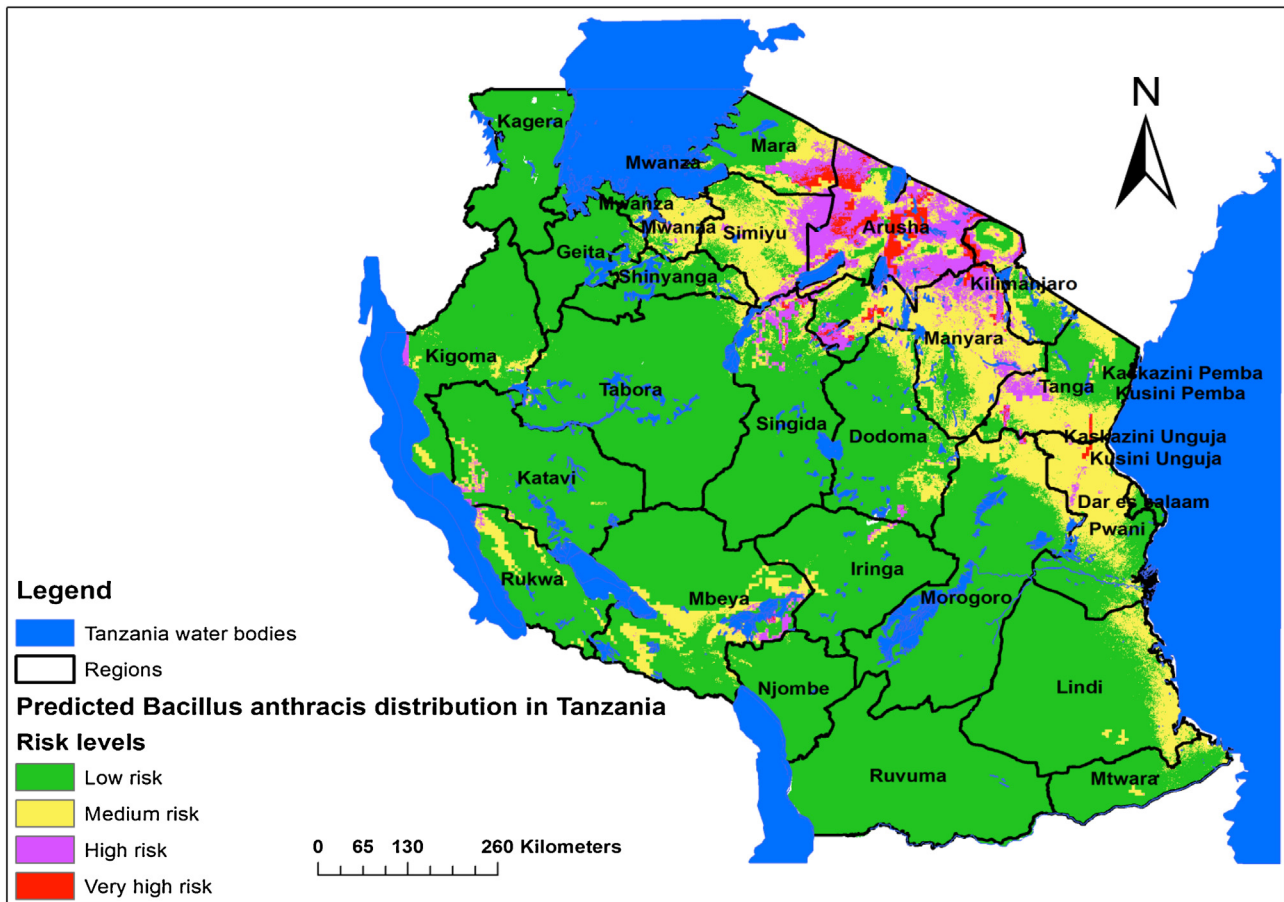 N
Kagera
Mara
Mwanza
Mwanza
Mwanza
Simiyu
Arusha
Geita
Shinyanga
Kilimanjaro
Kigoma
Manyara
Tabora
Tanga
Kaskazini Pemba
Kusini Pemba
Singida
Dodoma
Kaskazini Unguja
Kusini Unguja
Katavi
Dar es salaam
Pwani
Rukwa
Iringa
Mbeya
Morogoro
Njombe
Lindi
Ruvuma
Mtwara
Legend
Tanzania water bodies
Regions
Predicted Bacillus anthracis distribution in Tanzania
Risk levels
Low risk
Medium risk
High risk
Very high risk
0 65 130 260 Kilometers